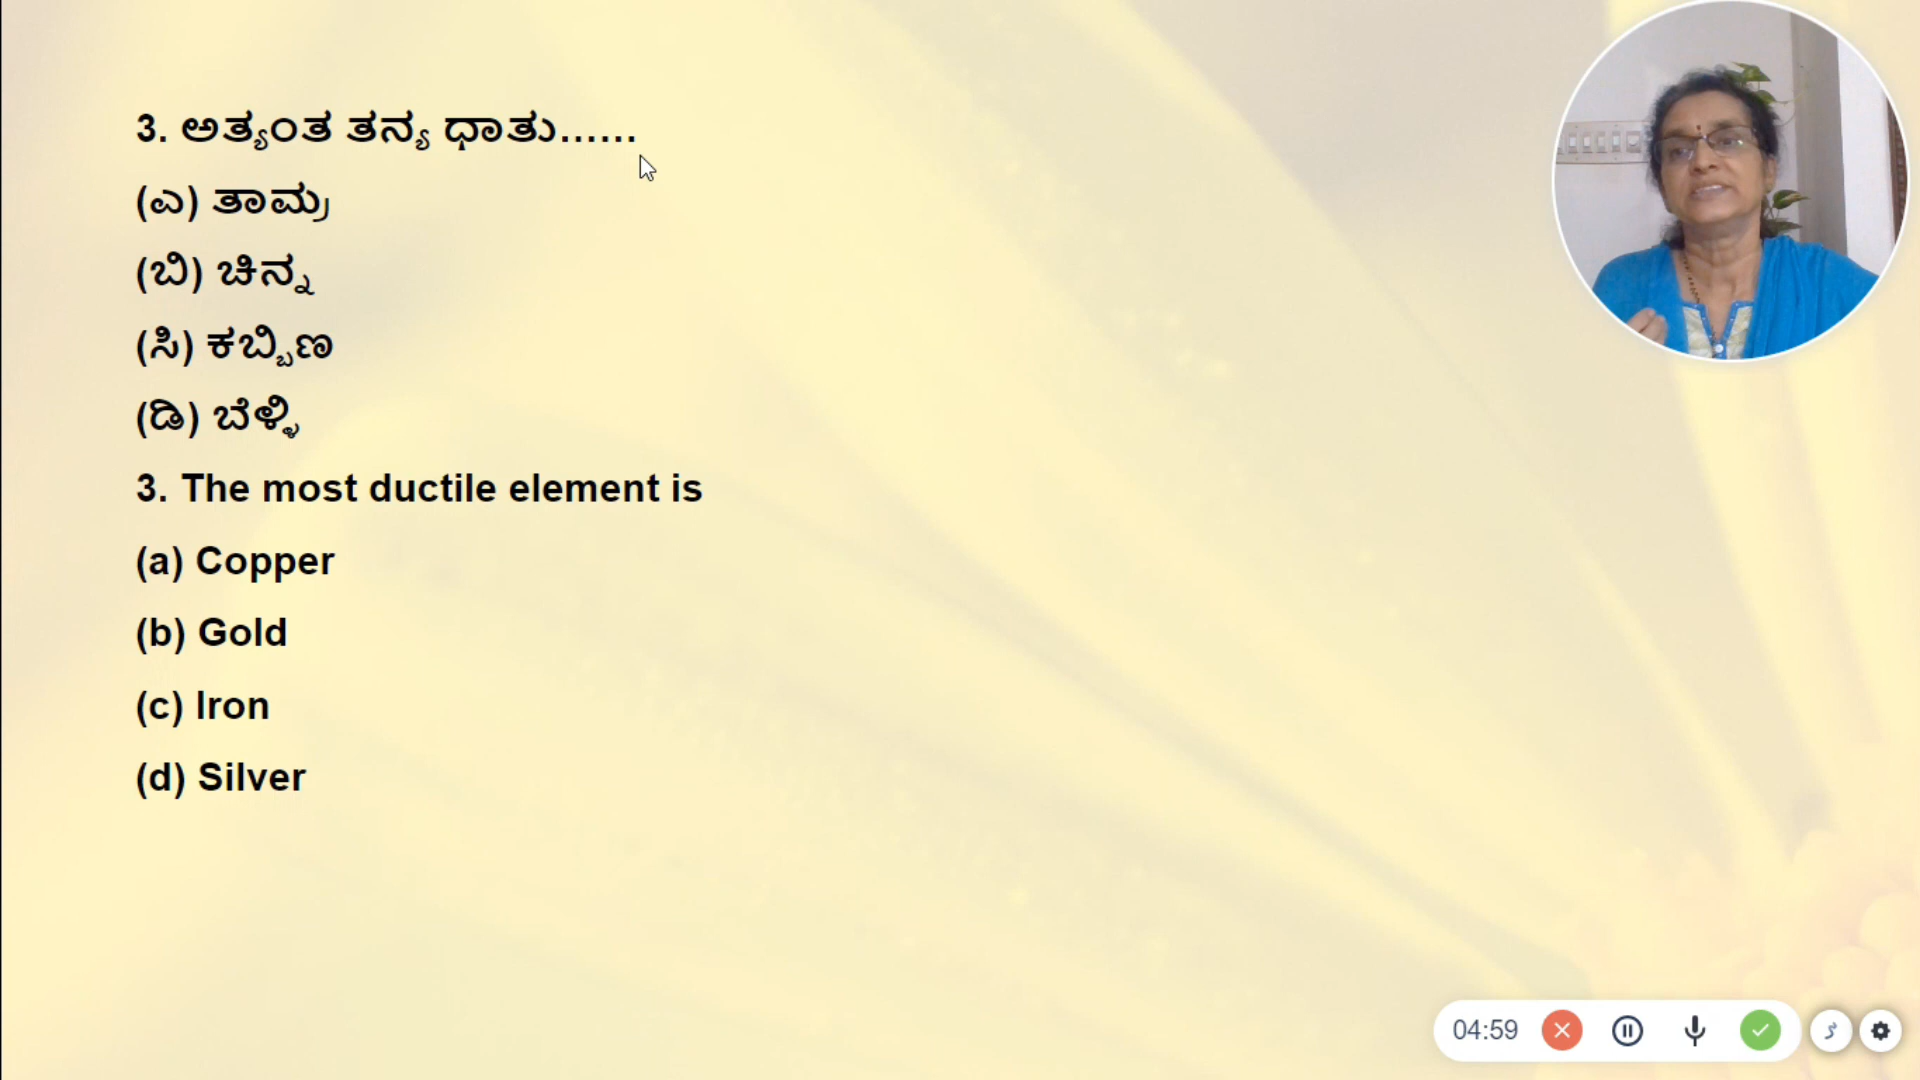 3. ಅತ್ಯಂತ ತನ್ಯ ಧಾತು......
(ಎ) ತಾಮ್ರ
(ಬಿ) ಚಿನ್ನ
(ಸಿ) ಕಬ್ಬಿಣ
(ಡಿ) ಬೆಳ್ಳಿ
3. The most ductile element is
(a) Copper
(b) Gold
(c) Iron
(d) Silver
04:59